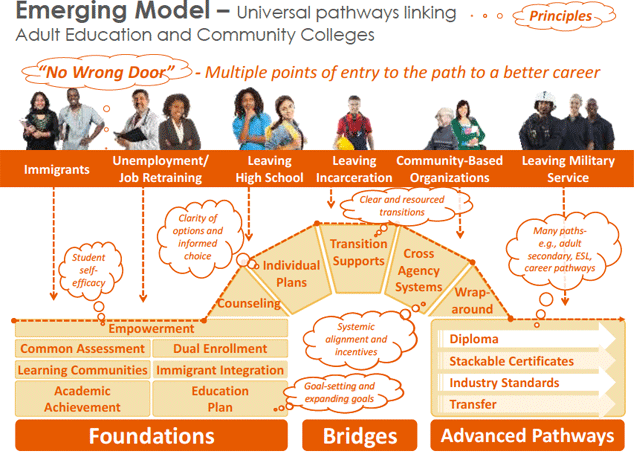 Emerging Model – Universal pathways linking
Adult Education and Community Colleges
Principles
“No Wrong Door” - Multiple points of entry to the path to a better career
Immigrants
Unemployment/
Job Retraining
Leaving
High School
Leaving
Incarceration
Community-Based
Organizations
Leaving Military
Service
Student
self-
efficacy
Clarity of
options and
informed
choice
Clear and resourced
transitions
Many paths-
e.g., adult
secondary, ESL,
career pathways
Counseling
Individual
Plans
Transition
Supports
Cross
Agency
Systems
Wrap-
around
Systemic
alignment and
incentives
Goal-setting and
expanding goals
Empowerment
Common Assessment
Dual Enrollment
Learning Communities
Immigrant Integration
Academic
Achievement
Education
Plan
Diploma
Stackable Certificates
Industry Standards
Transfer
Foundations
Bridges
Advanced Pathways